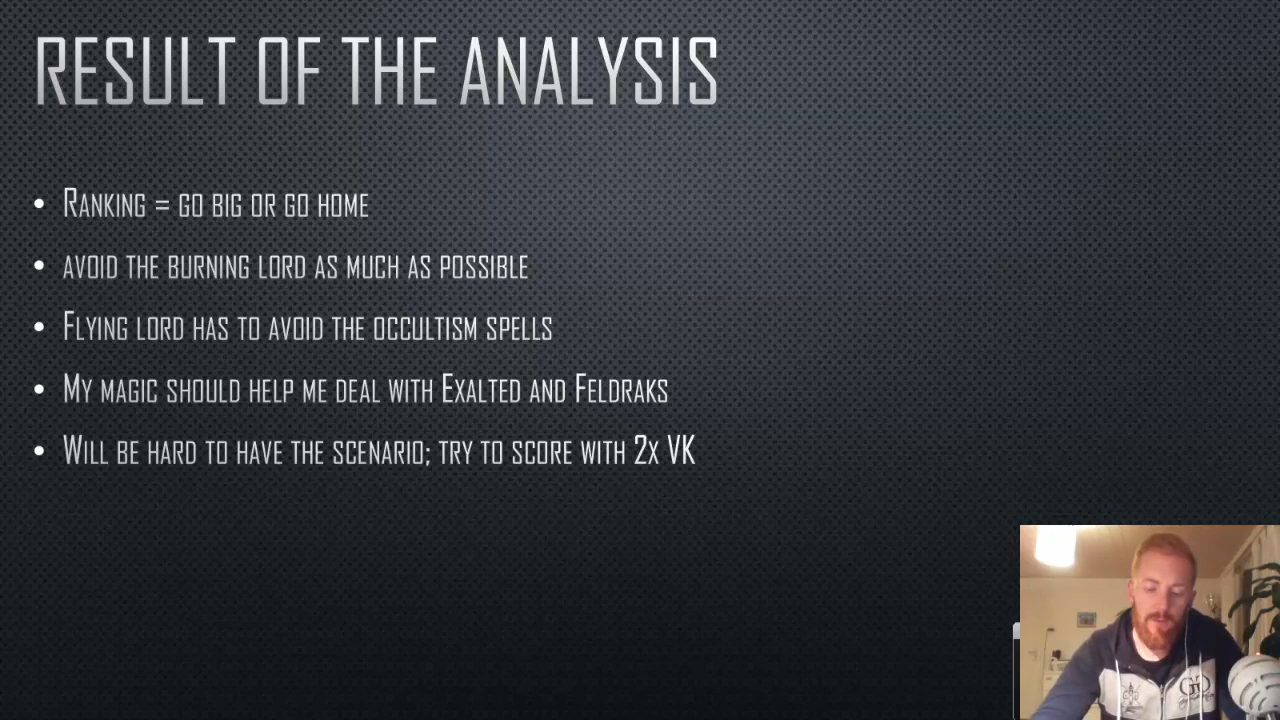 RESULT OF THE ANALYSIS
• RANKING = GO BIG OR GO HOME
• AVOID THE BURNING LORD AS MUCH AS POSSIBLE
• FLYING LORD HAS TO AVOID THE OCCULTISM SPELLS
• MY MAGIC SHOULD HELP ME DEAL WITH EXALTED AND FELDRAKS
• WILL BE HARD TO HAVE THE SCENARIO; TRY TO SCORE WITH 2X VK